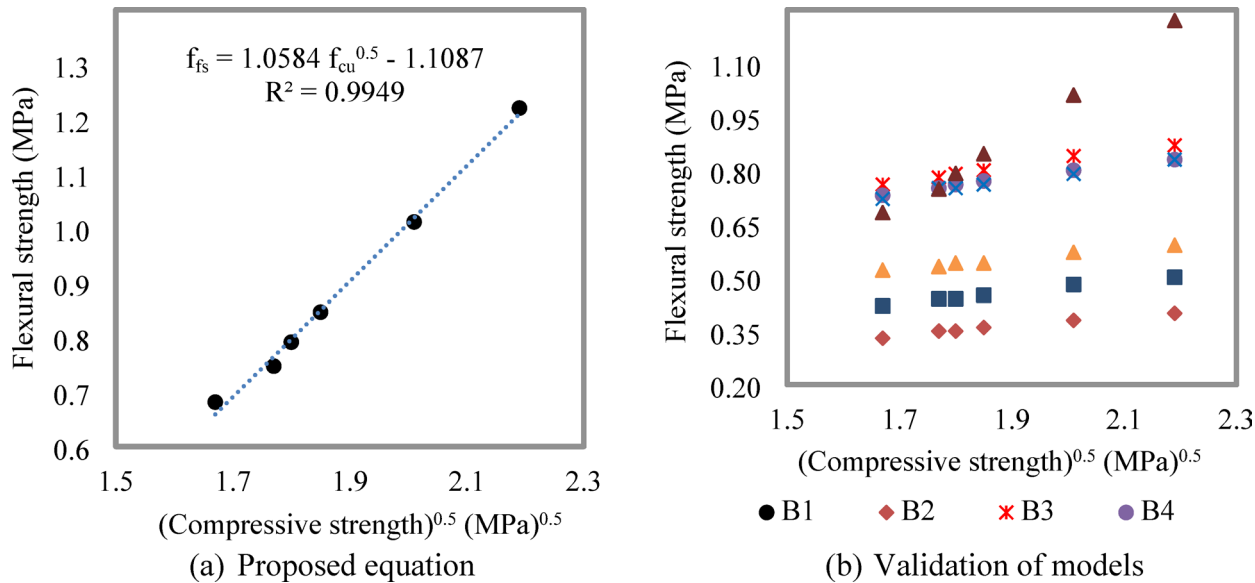 f_fs = 1.0584 f_cu^0.5 - 1.1087
R² = 0.9949
Flexural strength (MPa)
1.3
1.2
1.1
1.0
0.9
0.8
0.7
0.6
1.5 1.7 1.9 2.1 2.3
(Compressive strength)^0.5 (MPa)^0.5
(a) Proposed equation
Flexural strength (MPa)
1.10
0.95
0.80
0.65
0.50
0.35
0.20
1.5 1.7 1.9 2.1 2.3
(Compressive strength)^0.5 (MPa)^0.5
B1 B2 B3 B4
(b) Validation of models